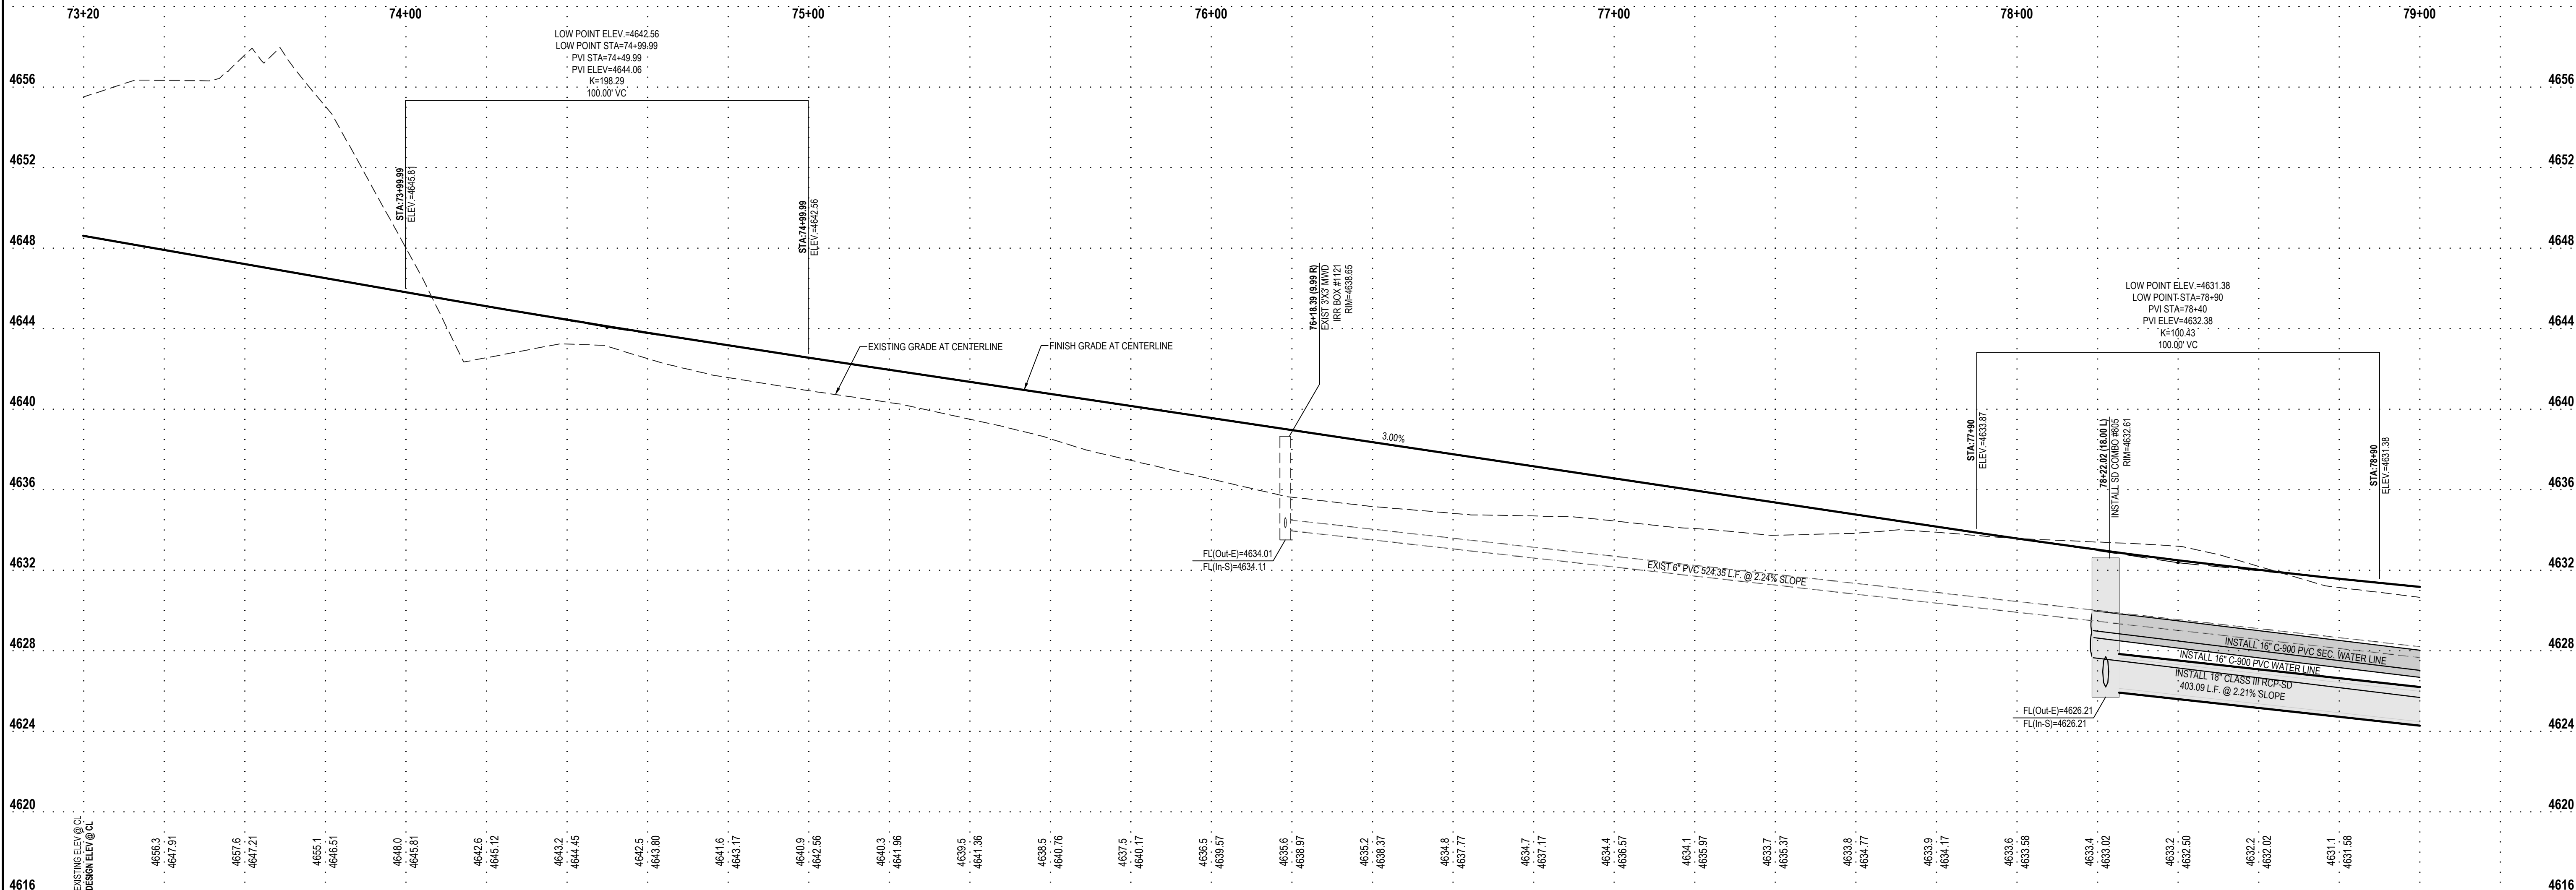 73+20
74+00
75+00
76+00
77+00
78+00
79+00
LOW POINT ELEV.=4642.56
LOW POINT STA=74+99.99
PVI STA=74+49.99
PVI ELEV=4644.06
K=198.29
100.00' VC
STA:73+99.99
ELEV.=4645.81
STA:74+99.99
ELEV.=4642.56
EXISTING GRADE AT CENTERLINE
FINISH GRADE AT CENTERLINE
76+18.39 (9.99 R)
EXIST 3'X3' MWD
IRR BOX #1121
RIM=4638.65
3.00%
FL(Out-E)=4634.01
FL(In-S)=4634.11
EXIST 6" PVC 524.35 L.F. @ 2.24% SLOPE
LOW POINT ELEV.=4631.38
LOW POINT STA=78+90
PVI STA=78+40
PVI ELEV=4632.38
K=100.43
100.00' VC
STA:77+90
ELEV.=4633.87
78+22.02 (18.00 L)
INSTALL SD COMBO #805
RIM=4632.61
STA:78+90
ELEV.=4631.38
INSTALL 16" C-900 PVC SEC. WATER LINE
INSTALL 16" C-900 PVC WATER LINE
INSTALL 18" CLASS III RCP-SD
403.09 L.F. @ 2.21% SLOPE
FL(Out-E)=4626.21
FL(In-S)=4626.21
4656
4652
4648
4644
4640
4636
4632
4628
4624
4620
4616
4656
4652
4648
4644
4640
4636
4632
4628
4624
4620
4616
EXISTING ELEV @ CL
DESIGN ELEV @ CL
4656.3
4647.91
4657.6
4647.21
4655.1
4646.51
4648.0
4645.81
4642.6
4645.12
4643.2
4644.45
4642.5
4643.80
4641.6
4643.17
4640.9
4642.56
4640.3
4641.96
4639.5
4641.36
4638.5
4640.76
4637.5
4640.17
4636.5
4639.57
4635.6
4638.97
4635.2
4638.37
4634.8
4637.77
4634.7
4637.17
4634.4
4636.57
4634.1
4635.97
4633.7
4635.37
4633.8
4634.77
4633.9
4634.17
4633.6
4633.58
4633.4
4633.02
4633.2
4632.50
4632.2
4632.02
4631.1
4631.58